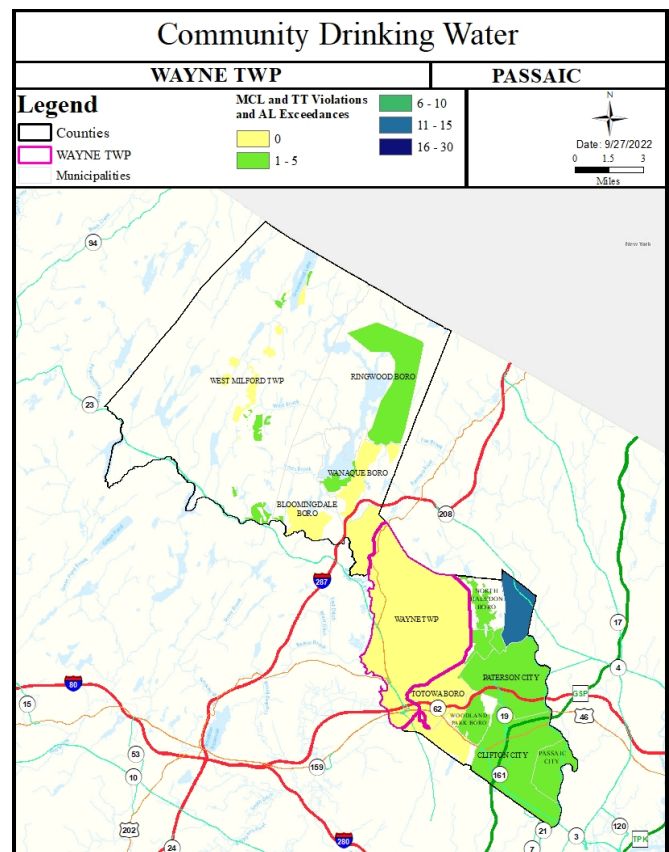 Community Drinking Water
WAYNE TWP
PASSAIC
Legend
Counties
WAYNE TWP
Municipalities
MCL and TT Violations
and AL Exceedances
0
1 - 5
6 - 10
11 - 15
16 - 30
N
Date: 9/27/2022
0 1.5 3
Miles
New York
94
WEST MILFORD TWP
RINGWOOD BORO
23
WANAQUE BORO
BLOOMINGDALE
BORO
208
287
NORTH
HALEDON
BORO
WAYNE TWP
17
4
PATERSON CITY
80
TOTOWA BORO
GSP
15
62
WOODLAND
PARK BORO
19
46
53
CLIFTON CITY
PASSAIC
CITY
159
10
161
202
21
3
120
24
280
7
TPK